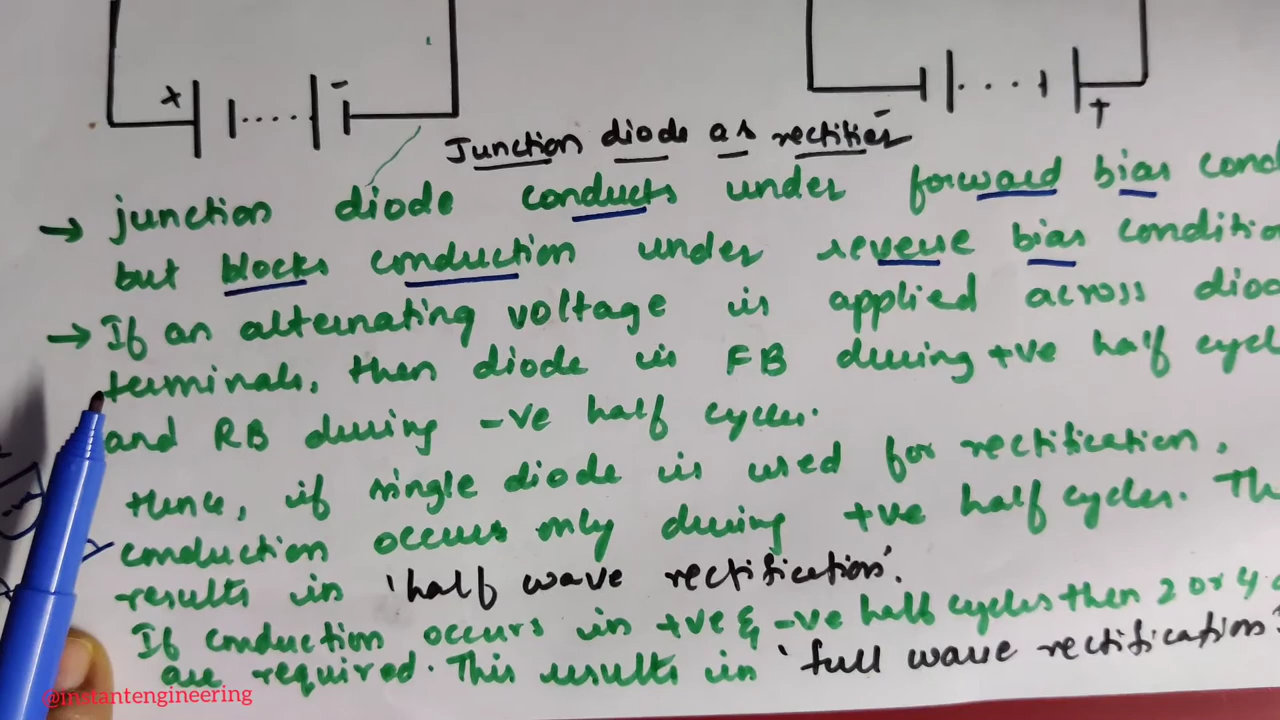 + -
+
Junction diode as rectifier
→ junction diode conducts under forward bias cond
but blocks conduction under reverse bias condition
→ If an alternating voltage is applied across diod
terminals, then diode is FB during +ve half cycl
and RB during -ve half cycles.
Hence, if single diode is used for rectification,
conduction occurs only during +ve half cycles. Th
results in 'half wave rectification'.
If conduction occurs in +ve & -ve half cycles then 2 or 4
are required. This results in 'full wave rectification'
@instantengineering